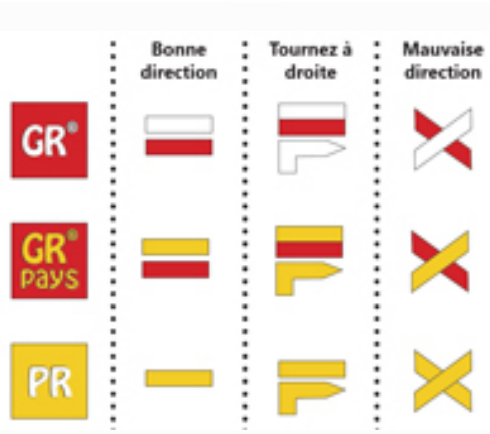 Bonne
direction
Tournez à
droite
Mauvaise
direction
GR®
GR®
pays
PR